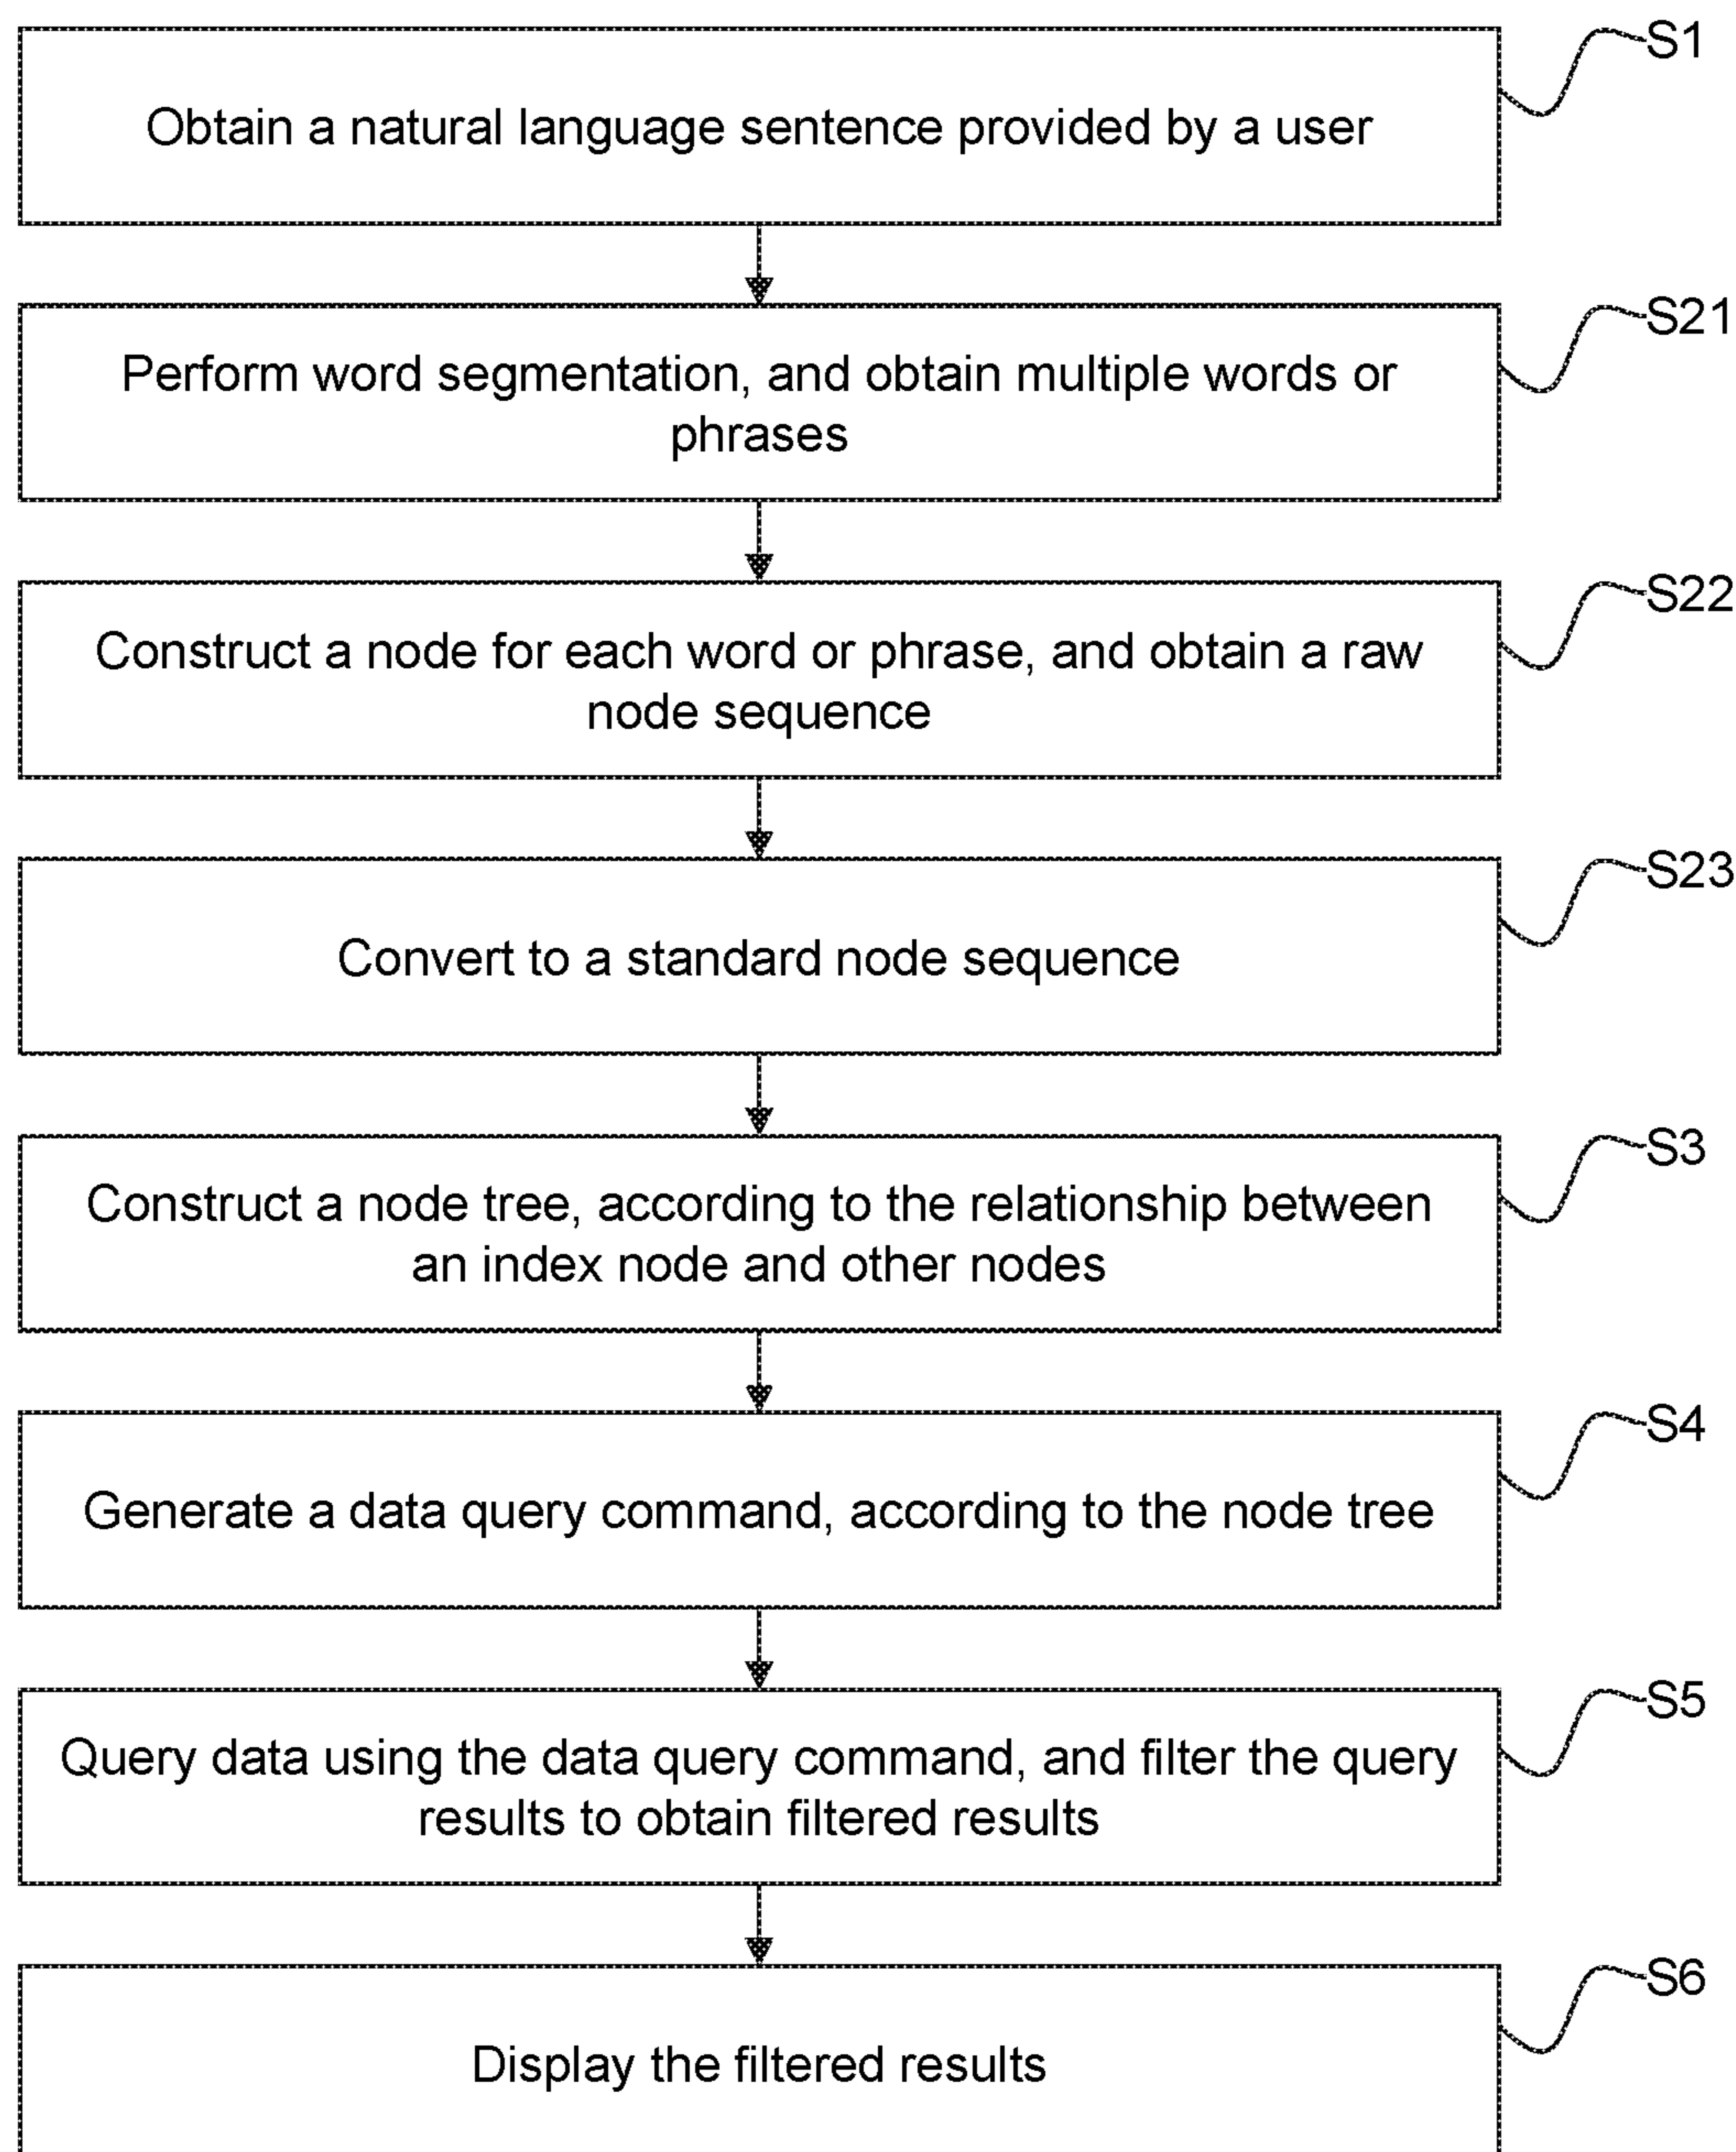 S1
Obtain a natural language sentence provided by a user
S21
Perform word segmentation, and obtain multiple words or
phrases
S22
Construct a node for each word or phrase, and obtain a raw
node sequence
S23
Convert to a standard node sequence
S3
Construct a node tree, according to the relationship between
an index node and other nodes
S4
Generate a data query command, according to the node tree
S5
Query data using the data query command, and filter the query
results to obtain filtered results
S6
Display the filtered results